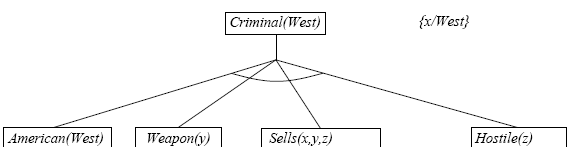 Criminal(West) {x/West}
American(West) Weapon(y) Sells(x,y,z) Hostile(z)